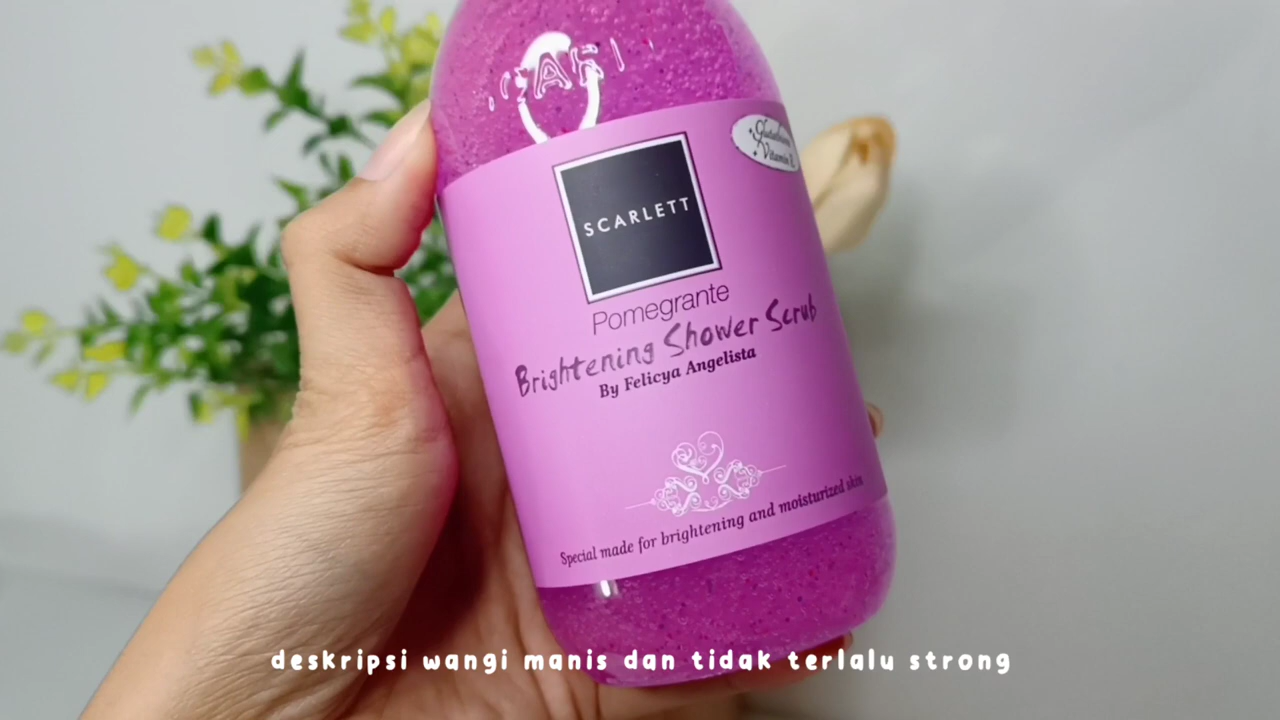 SCARLETT
Pomegrante
Brightening Shower Scrub
By Felicya Angelista
Special made for brightening and moisturized skin
deskripsi wangi manis dan tidak terlalu strong